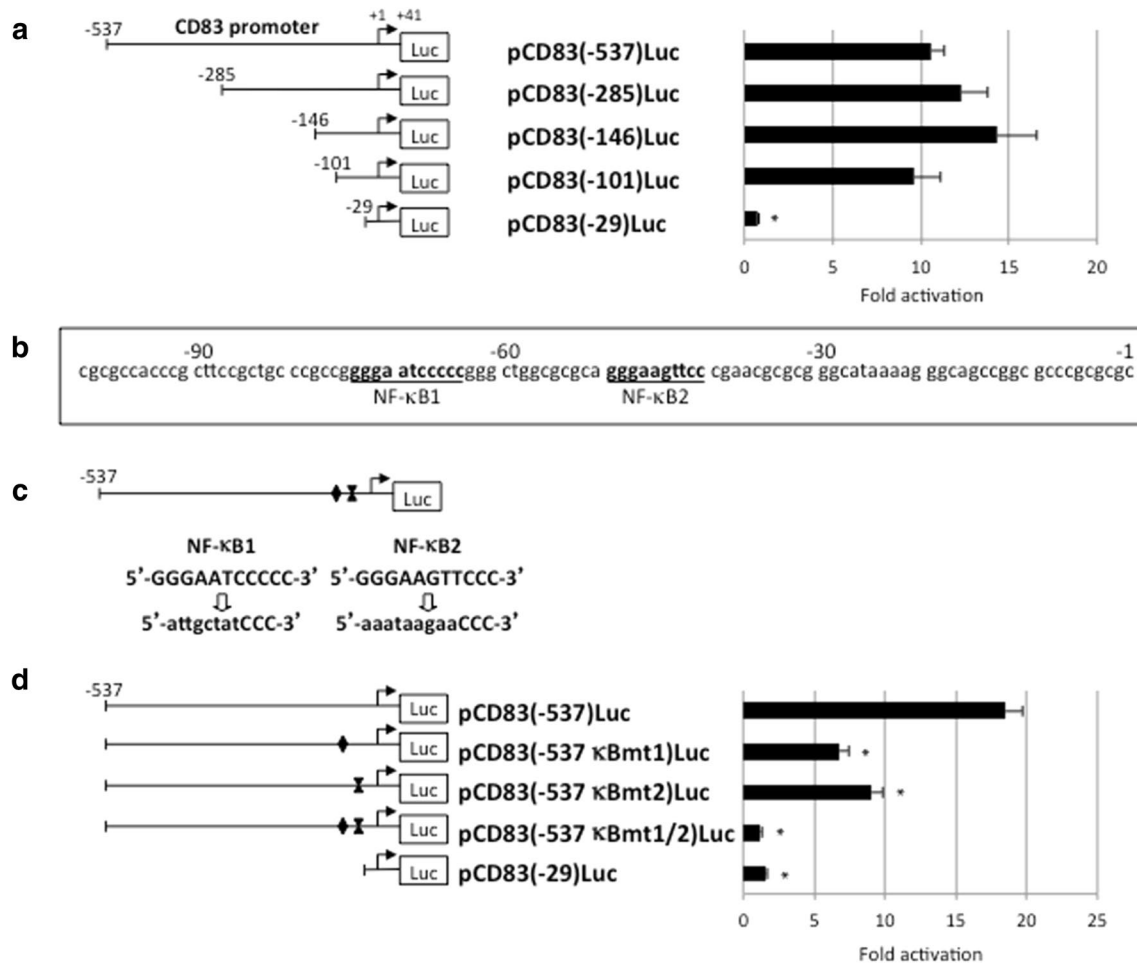 a
-537 CD83 promoter +1 +41
Luc pCD83(-537)Luc
-285
Luc pCD83(-285)Luc
-146
Luc pCD83(-146)Luc
-101
Luc pCD83(-101)Luc
-29
Luc pCD83(-29)Luc *
0 5 10 15 20
Fold activation
b
-90 -60 -30 -1
cgcgccacccg cttccgctgc c ccgccggggga atccccccggg ctggcgcgca gggaagttcc cgaacgcgcg ggcataaaag ggcagccggc gcccgcgcgc
NF-κB1 NF-κB2
c
-537
Luc
NF-κB1 NF-κB2
5’-GGGAATCCCCC-3’ 5’-GGGAAGTTCCC-3’
5’-attgctatCCC-3’ 5’-aaataagaaCCC-3’
d
-537
Luc pCD83(-537)Luc
Luc pCD83(-537 κBmt1)Luc *
Luc pCD83(-537 κBmt2)Luc *
Luc pCD83(-537 κBmt1/2)Luc *
Luc pCD83(-29)Luc *
0 5 10 15 20 25
Fold activation